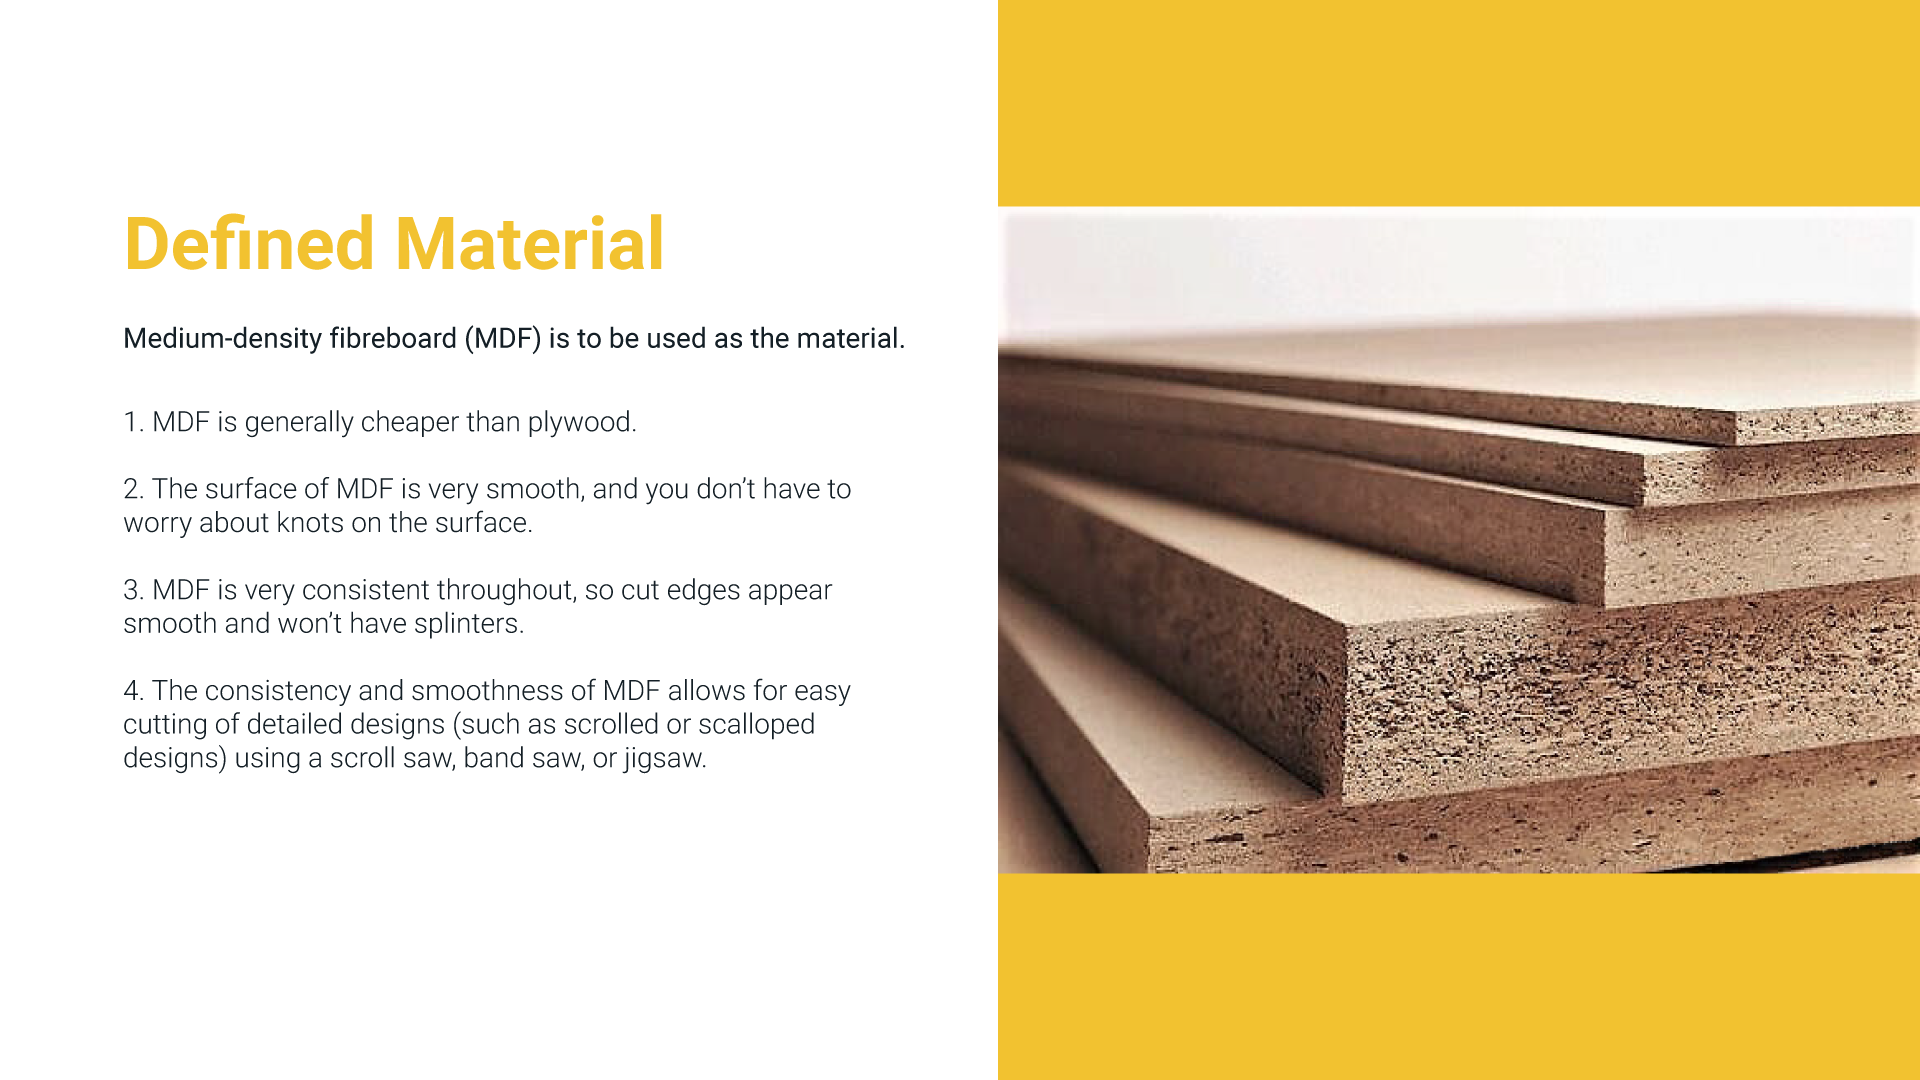 Defined Material
Medium-density fibreboard (MDF) is to be used as the material.
1. MDF is generally cheaper than plywood.
2. The surface of MDF is very smooth, and you don’t have to
worry about knots on the surface.
3. MDF is very consistent throughout, so cut edges appear
smooth and won’t have splinters.
4. The consistency and smoothness of MDF allows for easy
cutting of detailed designs (such as scrolled or scalloped
designs) using a scroll saw, band saw, or jigsaw.